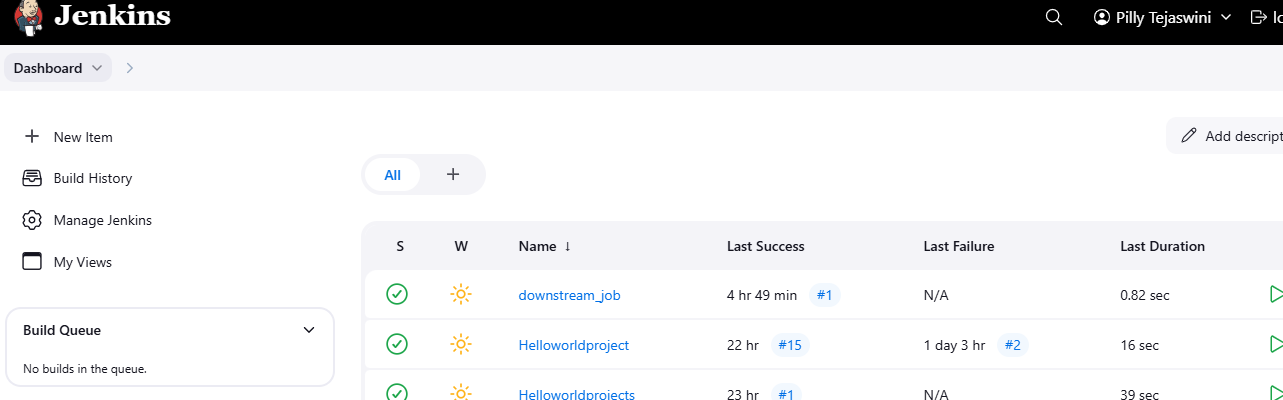 Jenkins
Pilly Tejaswini
Dashboard
New Item
Build History
Manage Jenkins
My Views
Build Queue
No builds in the queue.
Add descript
All
S W Name ↓ Last Success Last Failure Last Duration
downstream_job 4 hr 49 min #1 N/A 0.82 sec
Helloworldproject 22 hr #15 1 day 3 hr #2 16 sec
Helloworldprojects 23 hr #1 N/A 39 sec